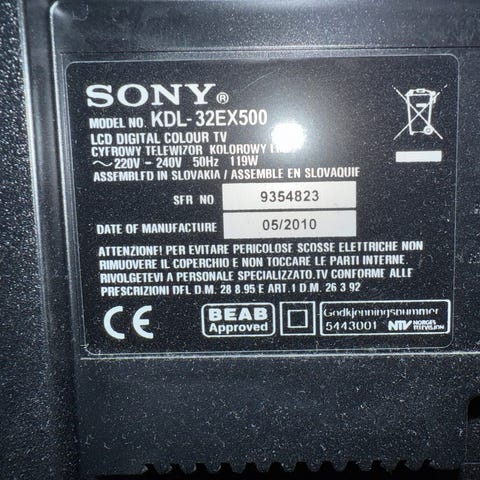 SONY®
MODEL NO. KDL-32EX500
LCD DIGITAL COLOUR TV
CYFROWY TELEWIZOR KOLOROWY
~ 220V - 240V 50Hz 119W
ASSEMBLED IN SLOVAKIA / ASSEMBLE EN SLOVAQUIE
SER NO 9354823
DATE OF MANUFACTURE 05/2010
ATTENZIONE! PER EVITARE PERICOLOSE SCOSSE ELETTRICHE NON
RIMUOVERE IL COPERCHIO E NON TOCCARE LE PARTI INTERNE.
RIVOLGETEVI A PERSONALE SPECIALIZZATO.TV CONFORME ALLE
PRESCRIZIONI DEL D.M. 28 8 95 E ART.1 D.M. 26 3 92
CE
BEAB
Approved
Godkjenningsnummer
5443001 NTV NORGES
TELEVISION